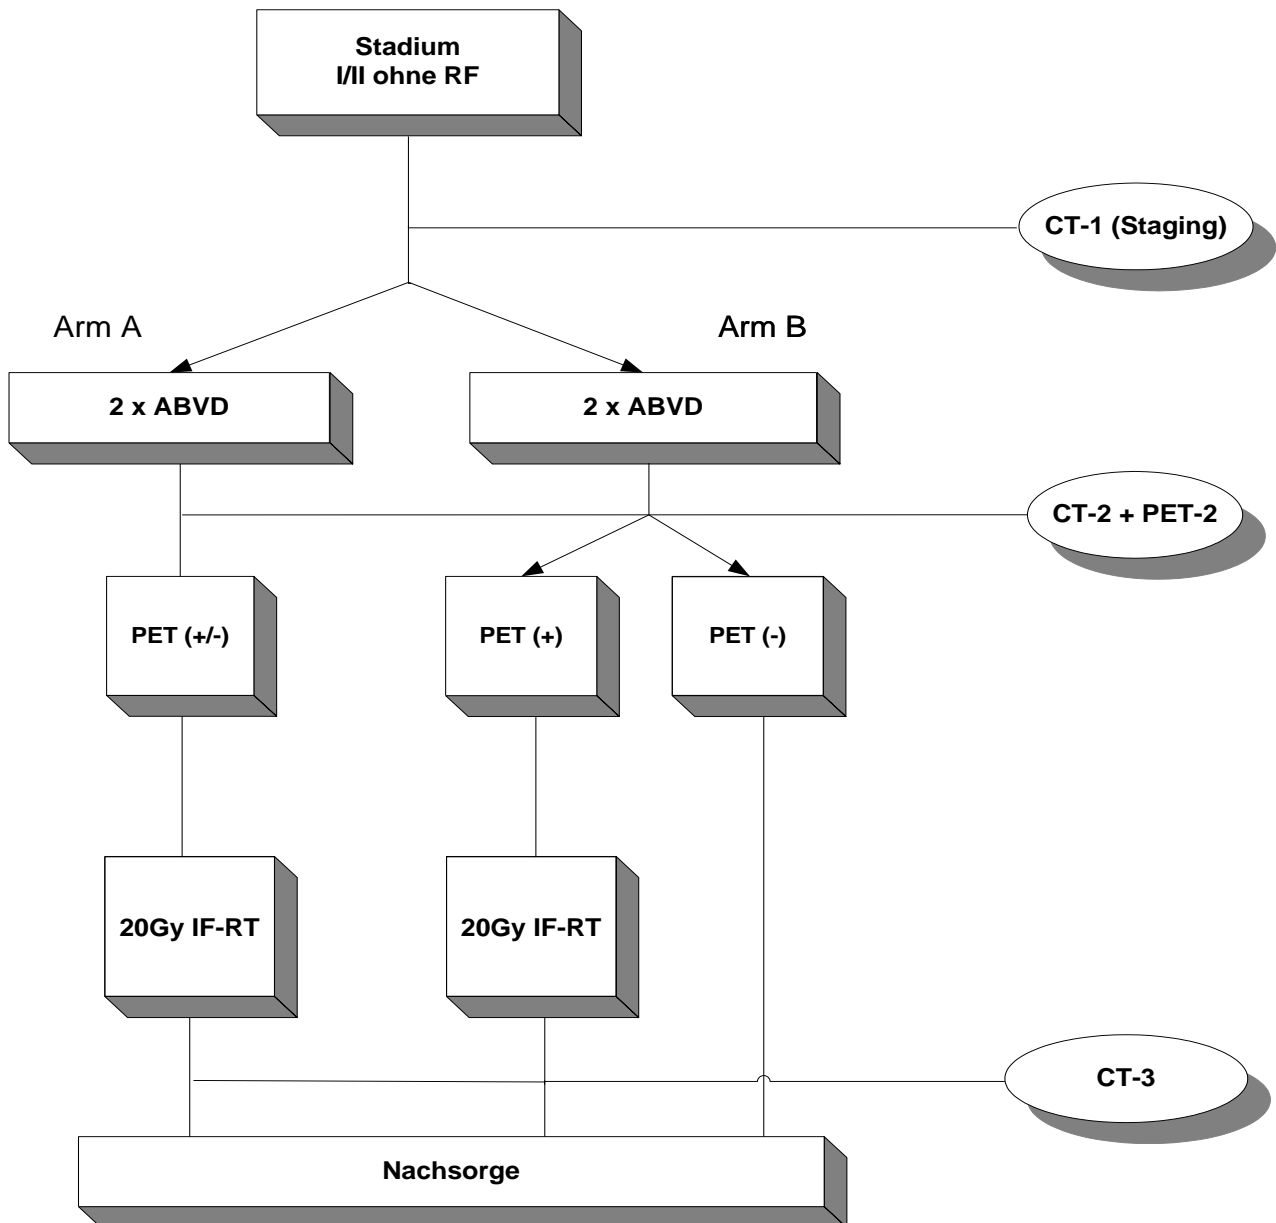 Stadium
I/II ohne RF
CT-1 (Staging)
Arm A
Arm B
2 x ABVD
2 x ABVD
CT-2 + PET-2
PET (+/-)
PET (+)
PET (-)
20Gy IF-RT
20Gy IF-RT
CT-3
Nachsorge